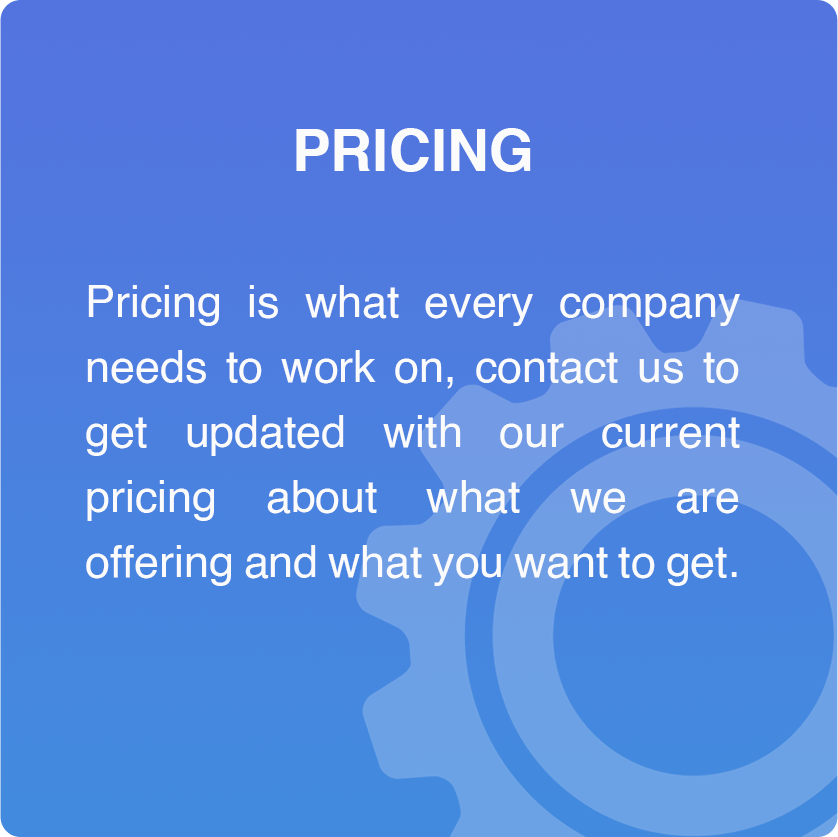 PRICING
Pricing is what every company
needs to work on, contact us to
get updated with our current
pricing about what we are
offering and what you want to get.